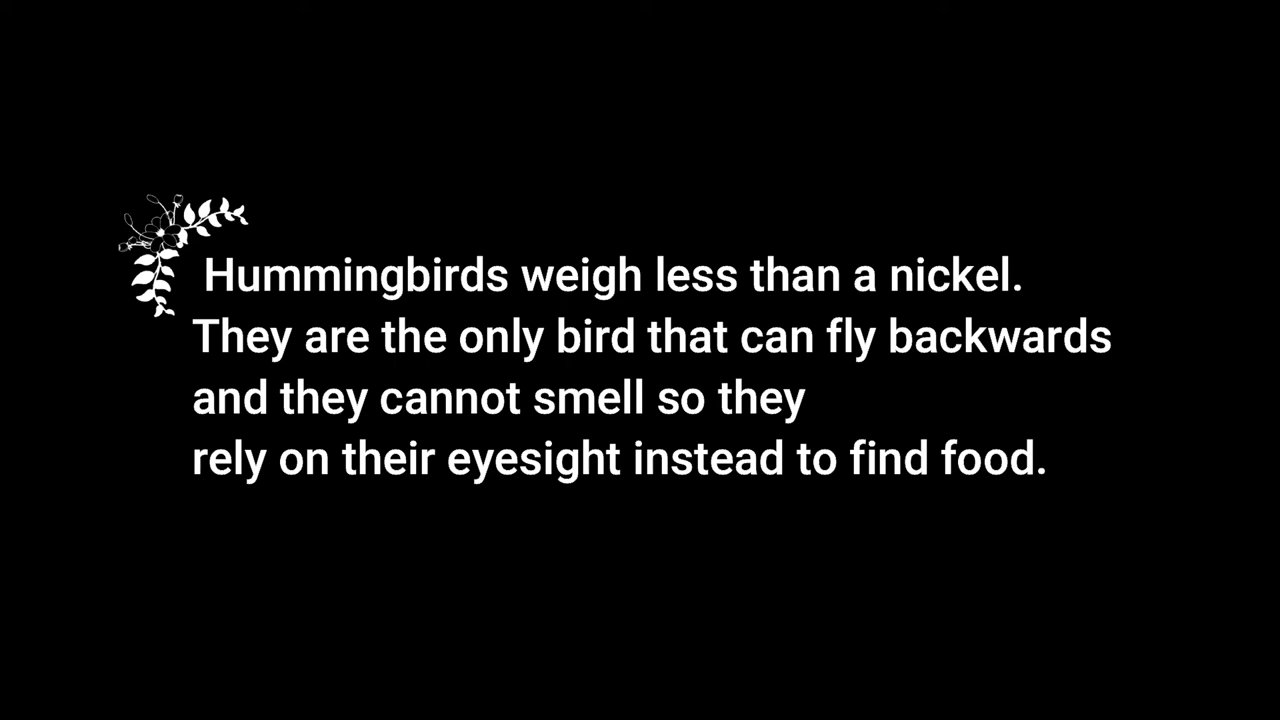 Hummingbirds weigh less than a nickel.
They are the only bird that can fly backwards
and they cannot smell so they
rely on their eyesight instead to find food.